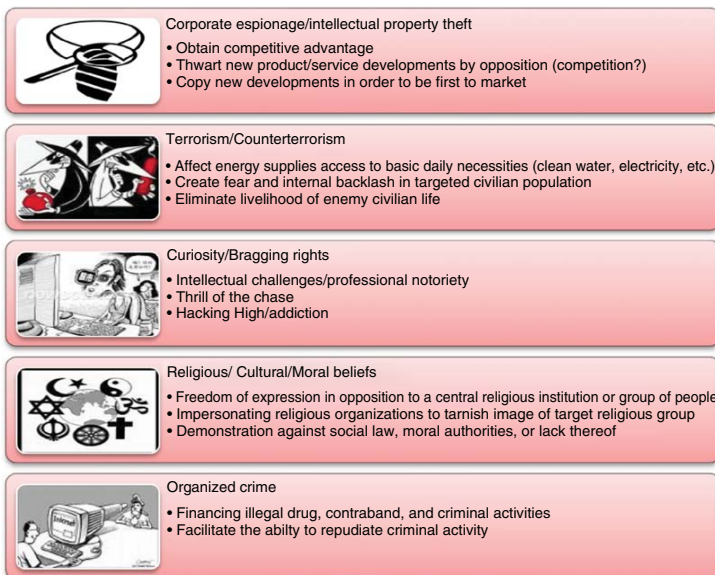 Corporate espionage/intellectual property theft
• Obtain competitive advantage
• Thwart new product/service developments by opposition (competition?)
• Copy new developments in order to be first to market
Terrorism/Counterterrorism
• Affect energy supplies access to basic daily necessities (clean water, electricity, etc.)
• Create fear and internal backlash in targeted civilian population
• Eliminate livelihood of enemy civilian life
Curiosity/Bragging rights
• Intellectual challenges/professional notoriety
• Thrill of the chase
• Hacking High/addiction
Religious/ Cultural/Moral beliefs
• Freedom of expression in opposition to a central religious institution or group of people
• Impersonating religious organizations to tarnish image of target religious group
• Demonstration against social law, moral authorities, or lack thereof
Organized crime
• Financing illegal drug, contraband, and criminal activities
• Facilitate the abilty to repudiate criminal activity
Internet